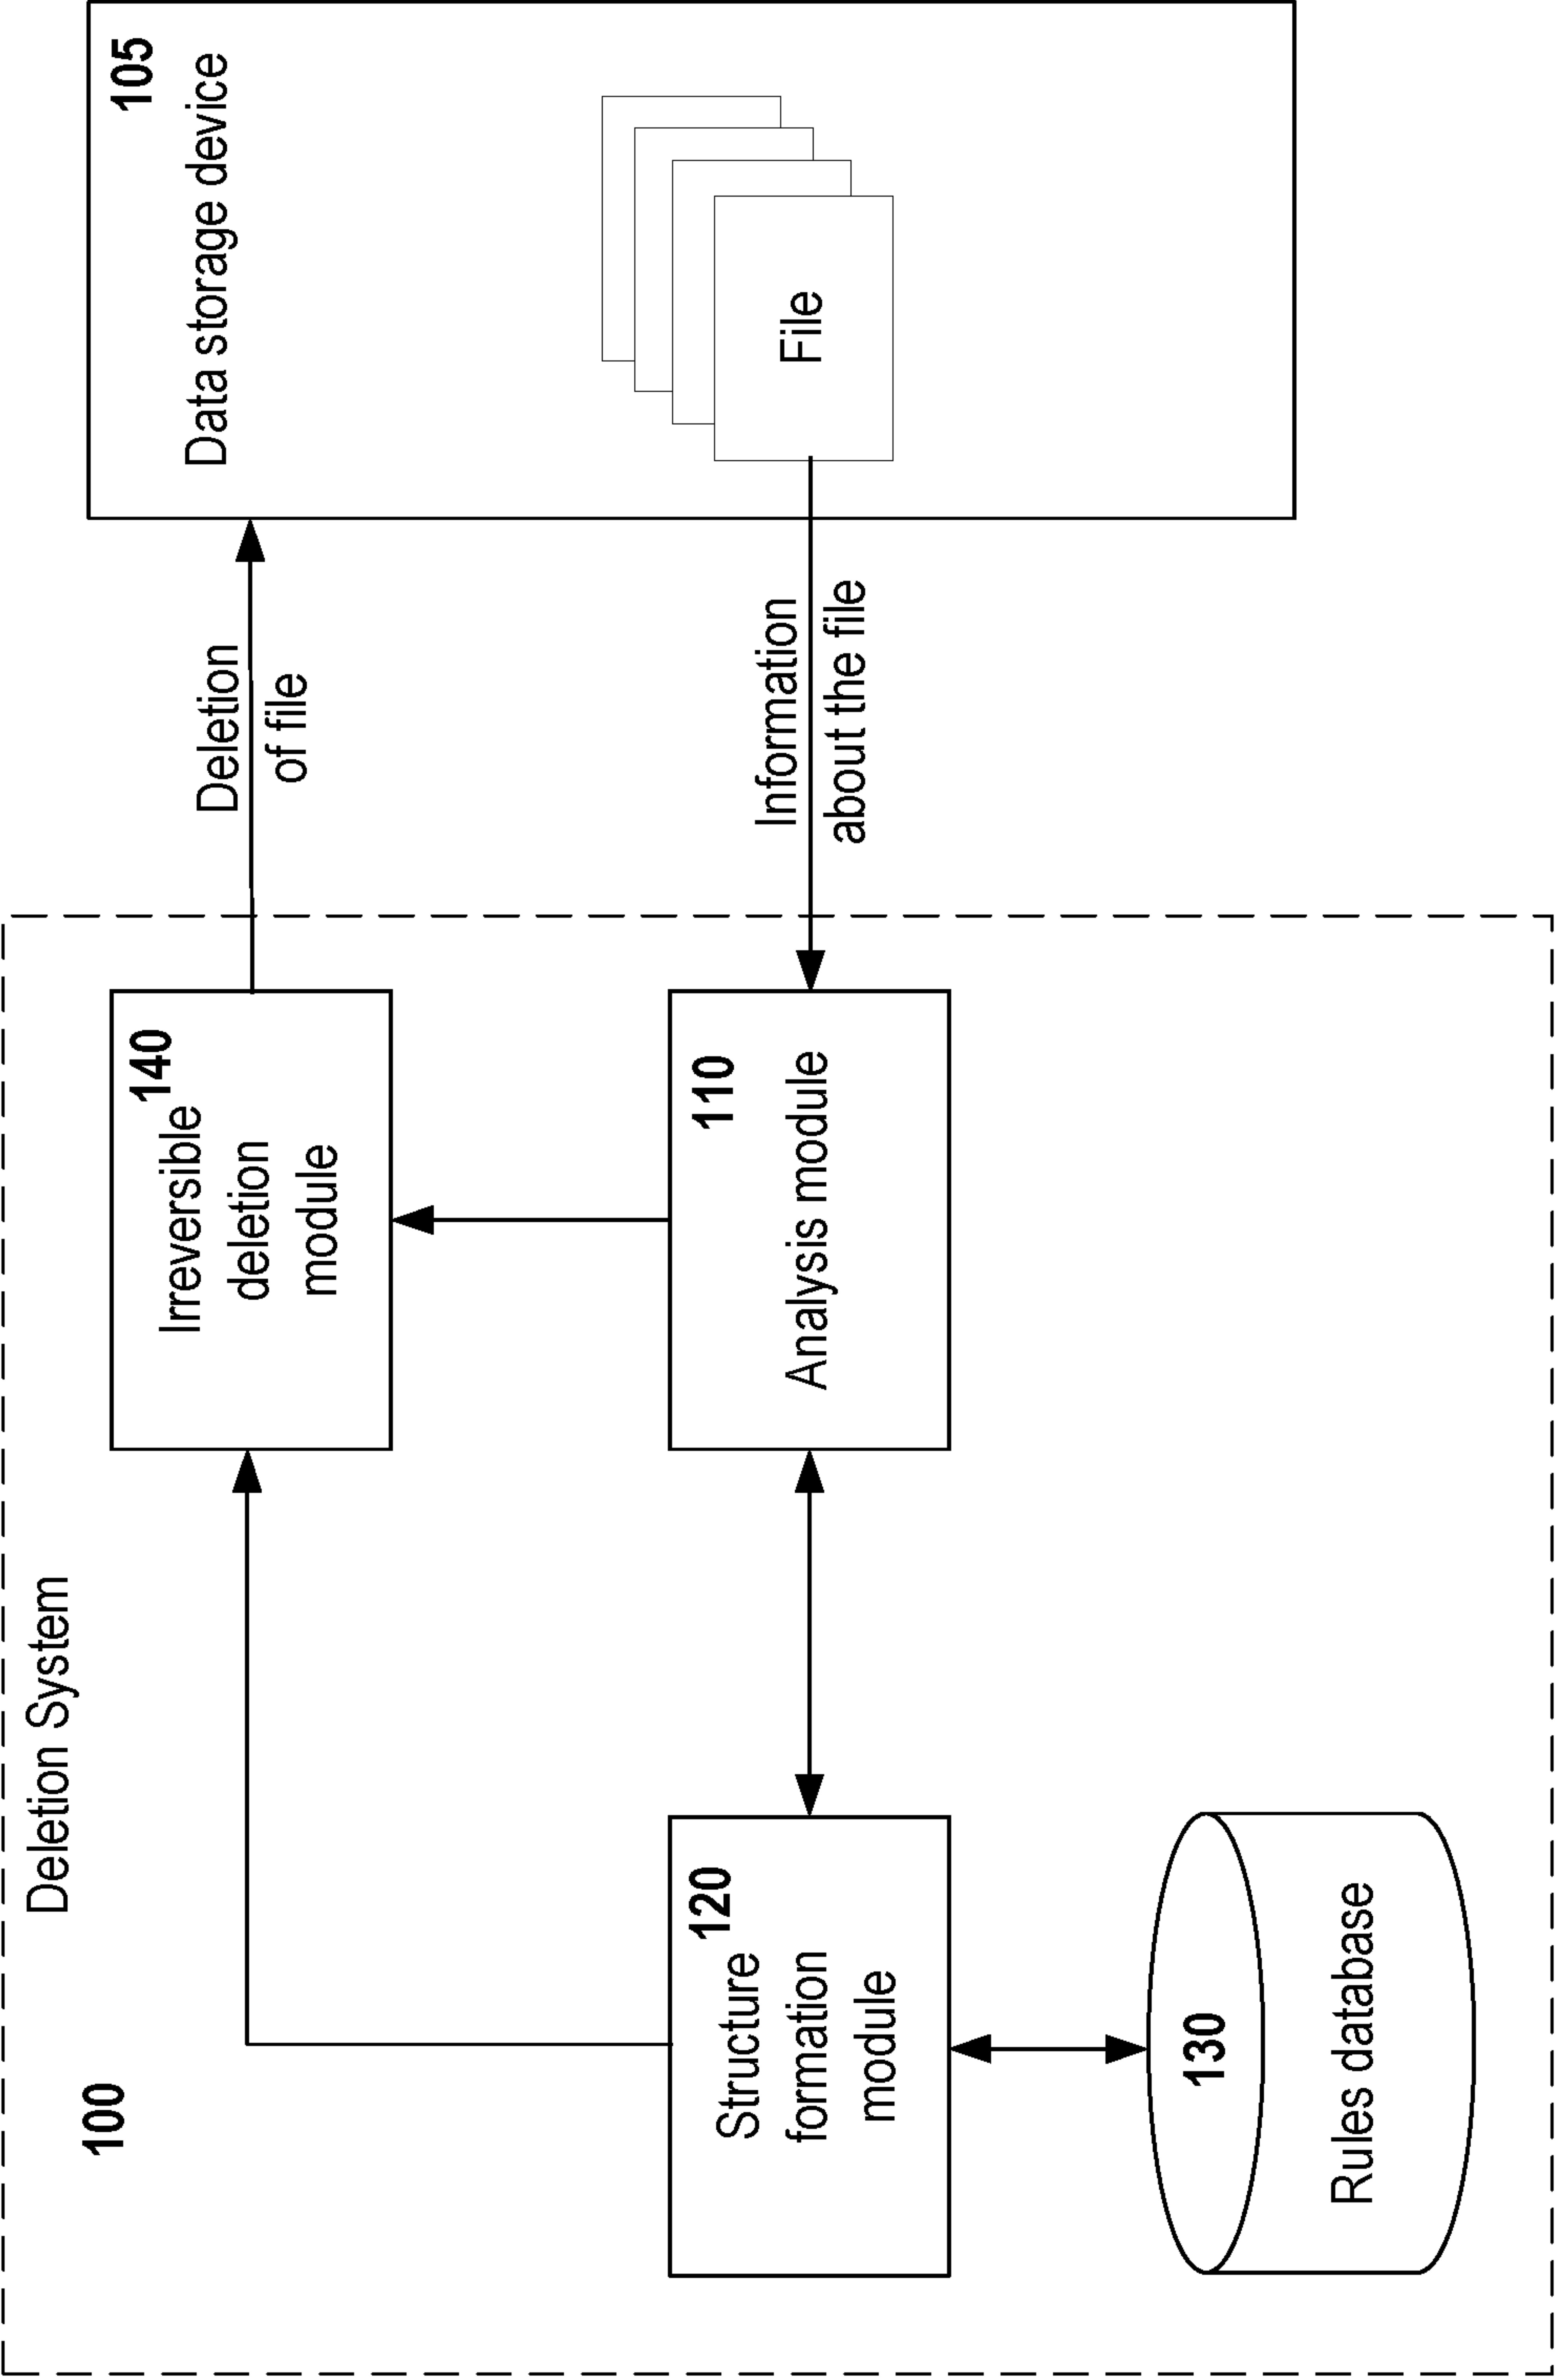 100
Deletion System
120
Structure
formation
module
130
Rules database
140
Irreversible
deletion
module
110
Analysis module
Deletion
of file
Information
about the file
105
Data storage device
File